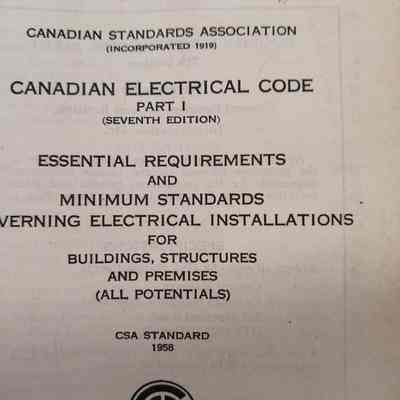 CANADIAN STANDARDS ASSOCIATION
(INCORPORATED 1919)
CANADIAN ELECTRICAL CODE
PART I
(SEVENTH EDITION)
ESSENTIAL REQUIREMENTS
AND
MINIMUM STANDARDS
VERNING ELECTRICAL INSTALLATIONS
FOR
BUILDINGS, STRUCTURES
AND PREMISES
(ALL POTENTIALS)
CSA STANDARD
1958